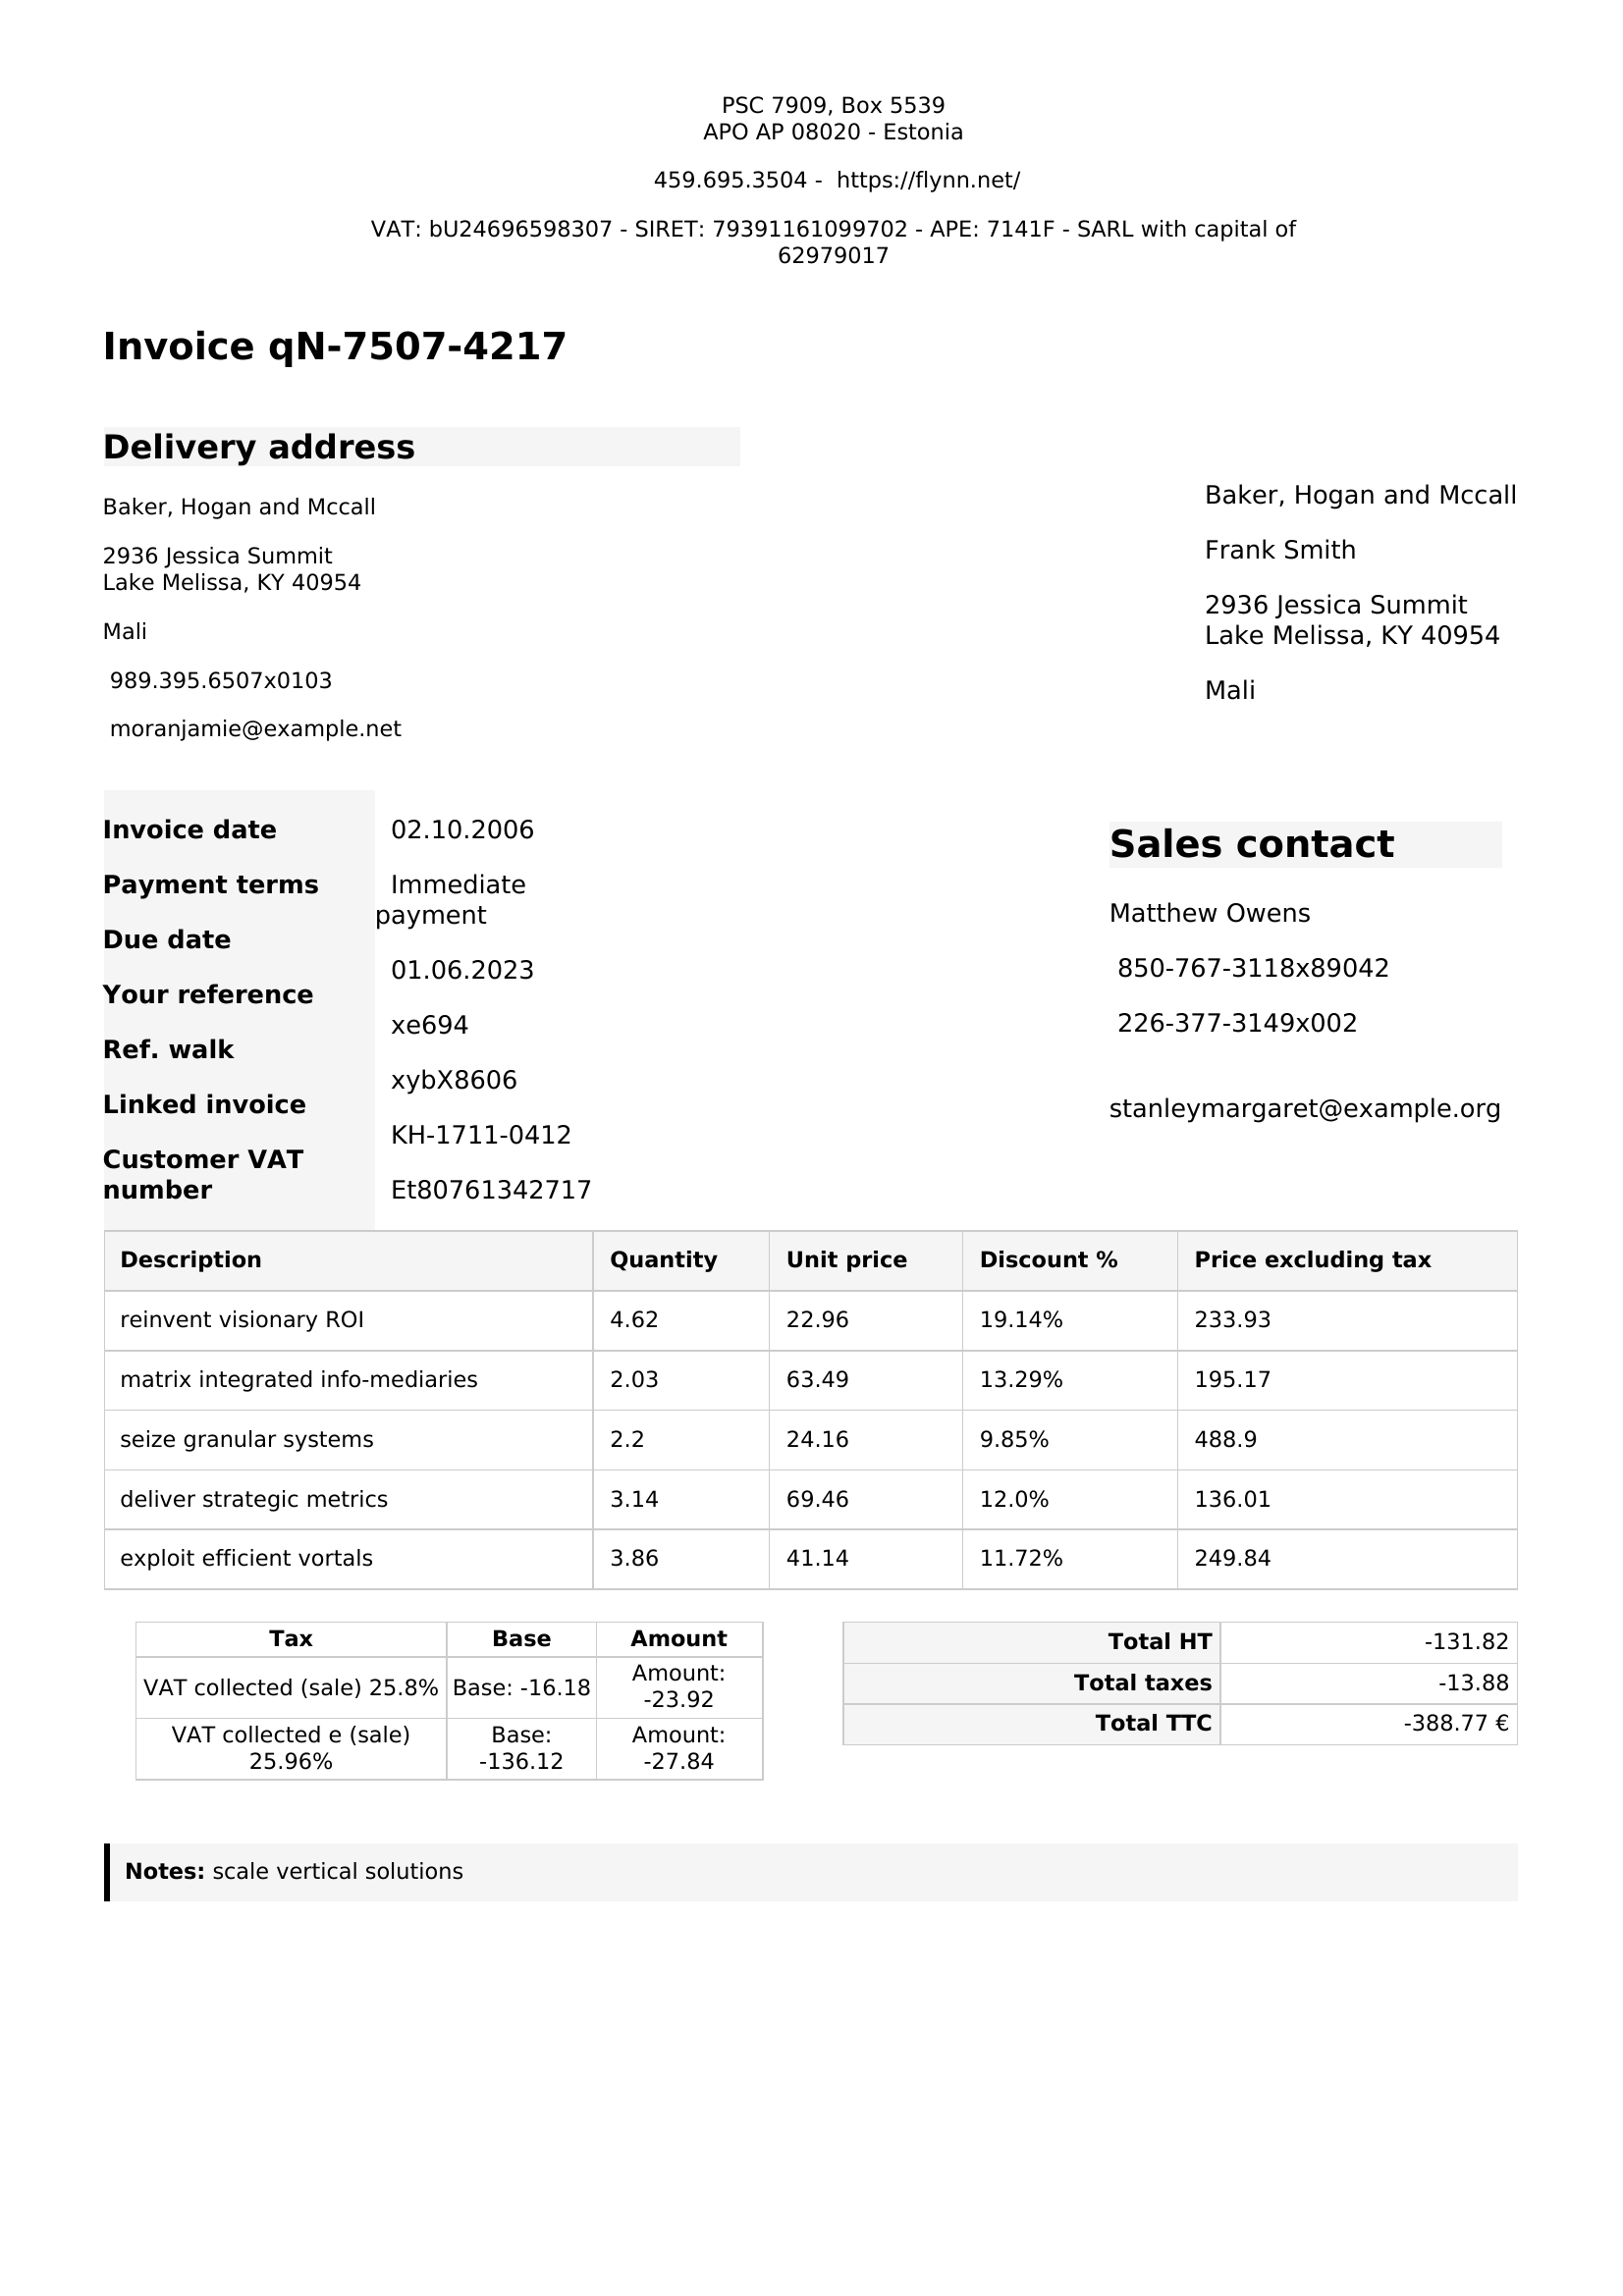 PSC 7909, Box 5539
APO AP 08020 - Estonia
459.695.3504 - https://flynn.net/
VAT: bU24696598307 - SIRET: 79391161099702 - APE: 7141F - SARL with capital of
62979017
Invoice qN-7507-4217
Delivery address
Baker, Hogan and Mccall
2936 Jessica Summit
Lake Melissa, KY 40954
Mali
989.395.6507x0103
moranjamie@example.net
Baker, Hogan and Mccall
Frank Smith
2936 Jessica Summit
Lake Melissa, KY 40954
Mali
Invoice date
Payment terms
Due date
Your reference
Ref. walk
Linked invoice
Customer VAT
number
02.10.2006
Immediate
payment
01.06.2023
xe694
xybX8606
KH-1711-0412
Et80761342717
Sales contact
Matthew Owens
850-767-3118x89042
226-377-3149x002
stanleymargaret@example.org
Description Quantity Unit price Discount % Price excluding tax
reinvent visionary ROI 4.62 22.96 19.14% 233.93
matrix integrated info-mediaries 2.03 63.49 13.29% 195.17
seize granular systems 2.2 24.16 9.85% 488.9
deliver strategic metrics 3.14 69.46 12.0% 136.01
exploit efficient vortals 3.86 41.14 11.72% 249.84
Tax Base Amount
VAT collected (sale) 25.8% Base: -16.18 Amount:
-23.92
VAT collected e (sale) Base: Amount:
25.96% -136.12 -27.84
Total HT -131.82
Total taxes -13.88
Total TTC -388.77 €
Notes: scale vertical solutions